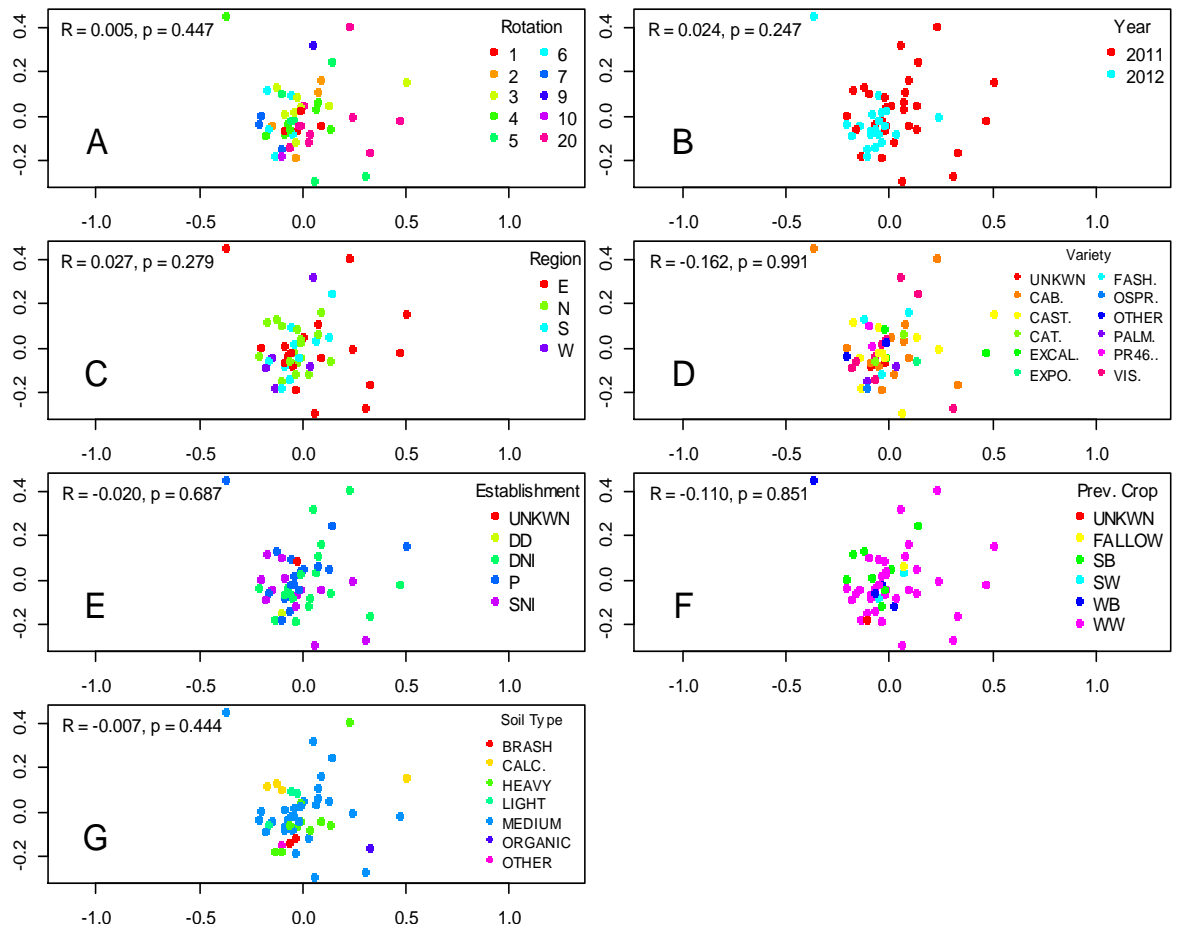 R = 0.005, p = 0.447
Rotation
1 6
2 7
3 9
4 10
5 20
A
0.4
0.2
0.0
-0.2
-1.0 -0.5 0.0 0.5 1.0
R = 0.024, p = 0.247
Year
2011
2012
B
0.4
0.2
0.0
-0.2
-1.0 -0.5 0.0 0.5 1.0
R = 0.027, p = 0.279
Region
E
N
S
W
C
0.4
0.2
0.0
-0.2
-1.0 -0.5 0.0 0.5 1.0
R = -0.162, p = 0.991
Variety
UNKWN FASH.
CAB. OSPR.
CAST. OTHER
CAT. PALM.
EXCAL. PR46..
EXPO. VIS.
D
0.4
0.2
0.0
-0.2
-1.0 -0.5 0.0 0.5 1.0
R = -0.020, p = 0.687
Establishment
UNKWN
DD
DNI
P
SNI
E
0.4
0.2
0.0
-0.2
-1.0 -0.5 0.0 0.5 1.0
R = -0.110, p = 0.851
Prev. Crop
UNKWN
FALLOW
SB
SW
WB
WW
F
0.4
0.2
0.0
-0.2
-1.0 -0.5 0.0 0.5 1.0
R = -0.007, p = 0.444
Soil Type
BRASH
CALC.
HEAVY
LIGHT
MEDIUM
ORGANIC
OTHER
G
0.4
0.2
0.0
-0.2
-1.0 -0.5 0.0 0.5 1.0